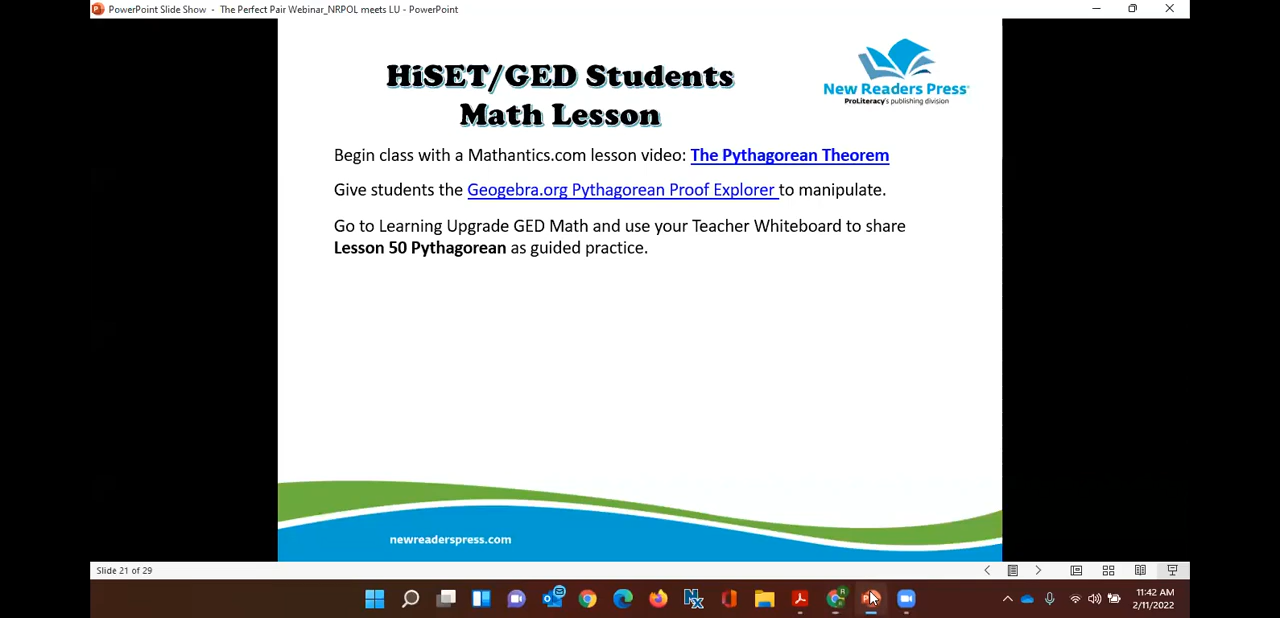 PowerPoint Slide Show - The Perfect Pair Webinar_NRPOL meets LU - PowerPoint
HiSET/GED Students
Math Lesson
New Readers Press®
ProLiteracy's publishing division
Begin class with a Mathantics.com lesson video: The Pythagorean Theorem
Give students the Geogebra.org Pythagorean Proof Explorer to manipulate.
Go to Learning Upgrade GED Math and use your Teacher Whiteboard to share
Lesson 50 Pythagorean as guided practice.
newreaderspress.com
Slide 21 of 29
11:42 AM
2/11/2022